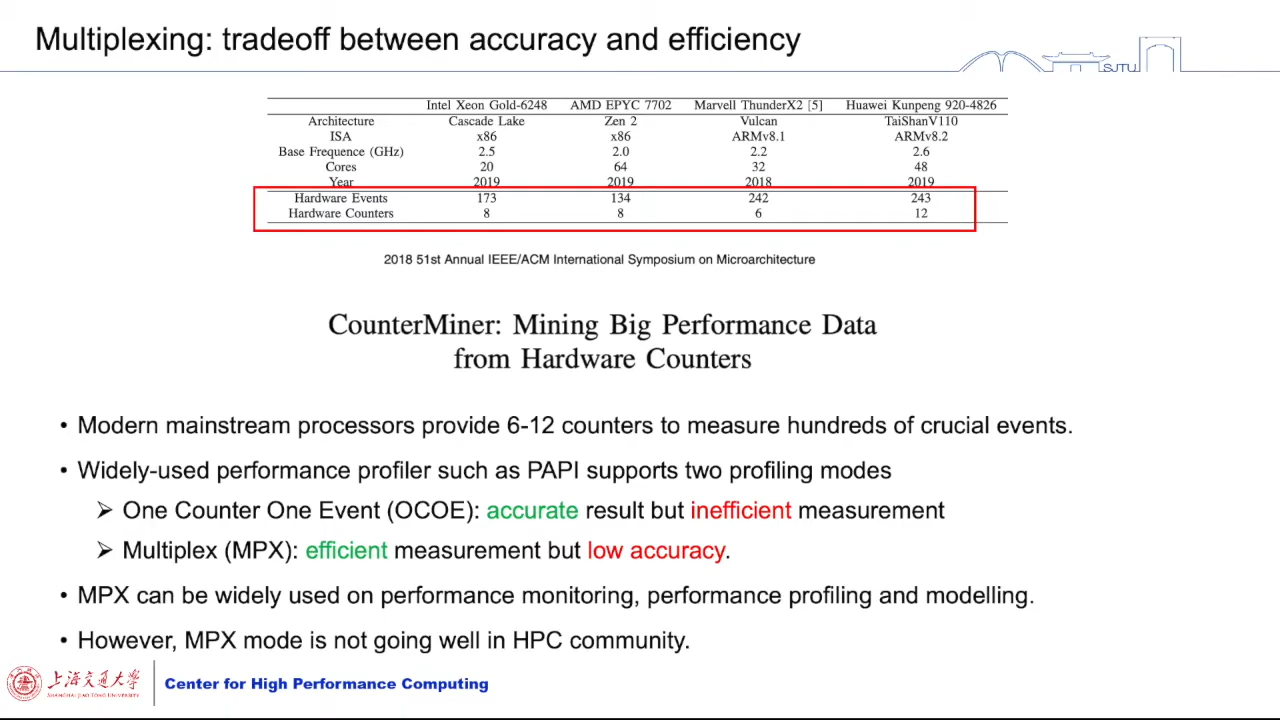 Multiplexing: tradeoff between accuracy and efficiency
SJTU
Intel Xeon Gold-6248 AMD EPYC 7702 Marvell ThunderX2 [5] Huawei Kunpeng 920-4826
Architecture Cascade Lake Zen 2 Vulcan TaiShanV110
ISA x86 x86 ARMv8.1 ARMv8.2
Base Frequence (GHz) 2.5 2.0 2.2 2.6
Cores 20 64 32 48
Year 2019 2019 2018 2019
Hardware Events 173 134 242 243
Hardware Counters 8 8 6 12
2018 51st Annual IEEE/ACM International Symposium on Microarchitecture
CounterMiner: Mining Big Performance Data
from Hardware Counters
• Modern mainstream processors provide 6-12 counters to measure hundreds of crucial events.
• Widely-used performance profiler such as PAPI supports two profiling modes
➢ One Counter One Event (OCOE): accurate result but inefficient measurement
➢ Multiplex (MPX): efficient measurement but low accuracy.
• MPX can be widely used on performance monitoring, performance profiling and modelling.
• However, MPX mode is not going well in HPC community.
上海交通大学
SHANGHAI JIAO TONG UNIVERSITY
Center for High Performance Computing